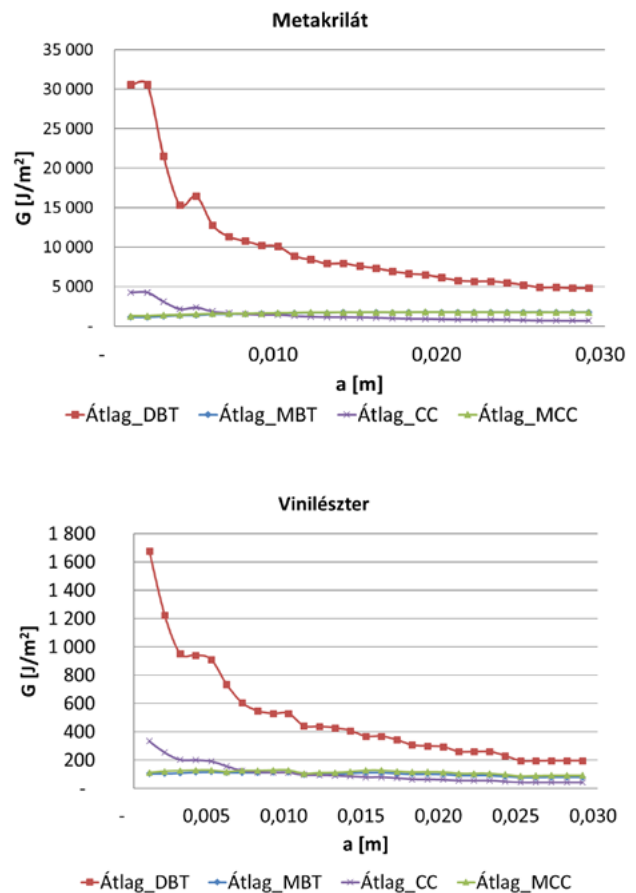 Metakrilát
35 000
30 000
25 000
20 000
15 000
10 000
5 000
-
G [J/m²]
- 0,010 0,020 0,030
a [m]
Átlag_DBT Átlag_MBT Átlag_CC Átlag_MCC
Vinilészter
1 800
1 600
1 400
1 200
1 000
800
600
400
200
-
G [J/m²]
- 0,005 0,010 0,015 0,020 0,025 0,030
a [m]
Átlag_DBT Átlag_MBT Átlag_CC Átlag_MCC